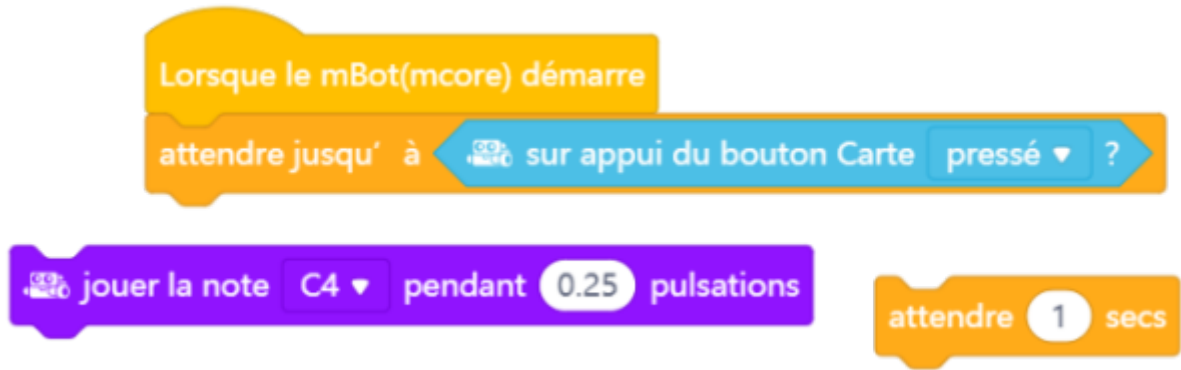 Lorsque le mBot(mcore) démarre
attendre jusqu’ à sur appui du bouton Carte pressé ?
jouer la note C4 pendant 0.25 pulsations
attendre 1 secs